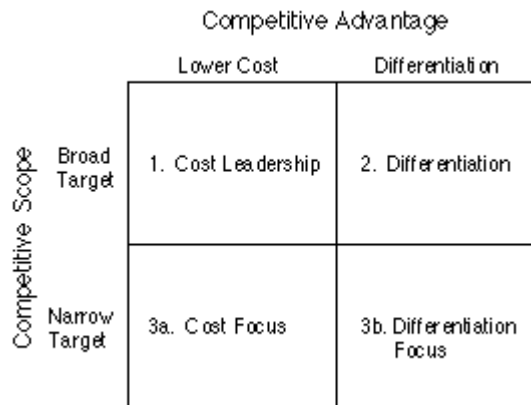 Competitive Advantage
Lower Cost
Differentiation
Competitive Scope
Broad
Target
1. Cost Leadership
2. Differentiation
Narrow
Target
3a. Cost Focus
3b. Differentiation
Focus